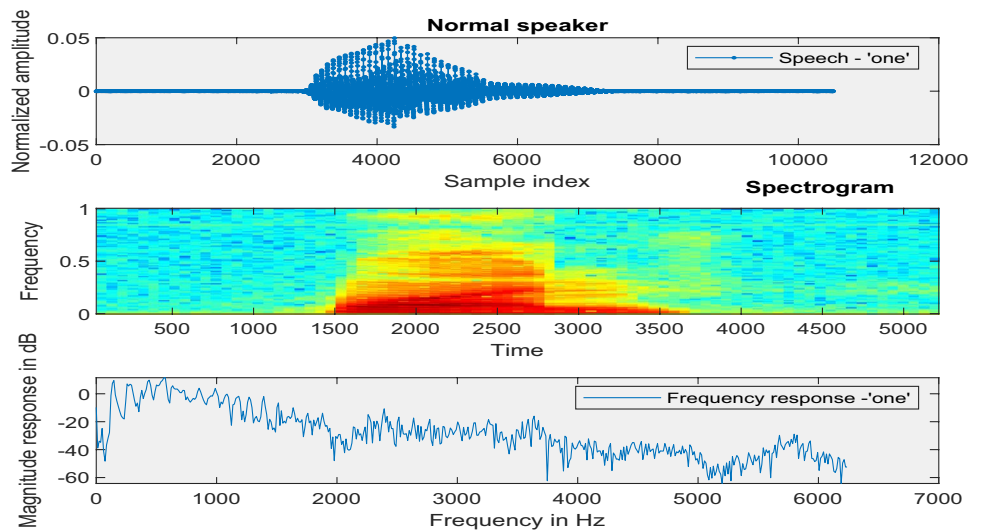 Normal speaker
Normalized amplitude
0.05
0
-0.05
Speech - 'one'
0 2000 4000 6000 8000 10000 12000
Sample index
Spectrogram
Frequency
1
0.5
0
500 1000 1500 2000 2500 3000 3500 4000 4500 5000
Time
Magnitude response in dB
0
-20
-40
-60
Frequency response -'one'
0 1000 2000 3000 4000 5000 6000 7000
Frequency in Hz